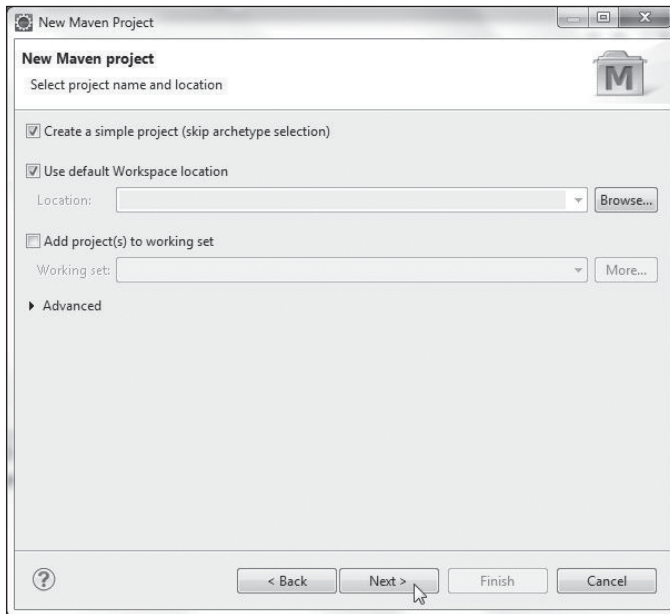 New Maven Project
New Maven project
Select project name and location
M
Create a simple project (skip archetype selection)
Use default Workspace location
Location:
Browse...
Add project(s) to working set
Working set:
More...
Advanced
?
< Back
Next >
Finish
Cancel